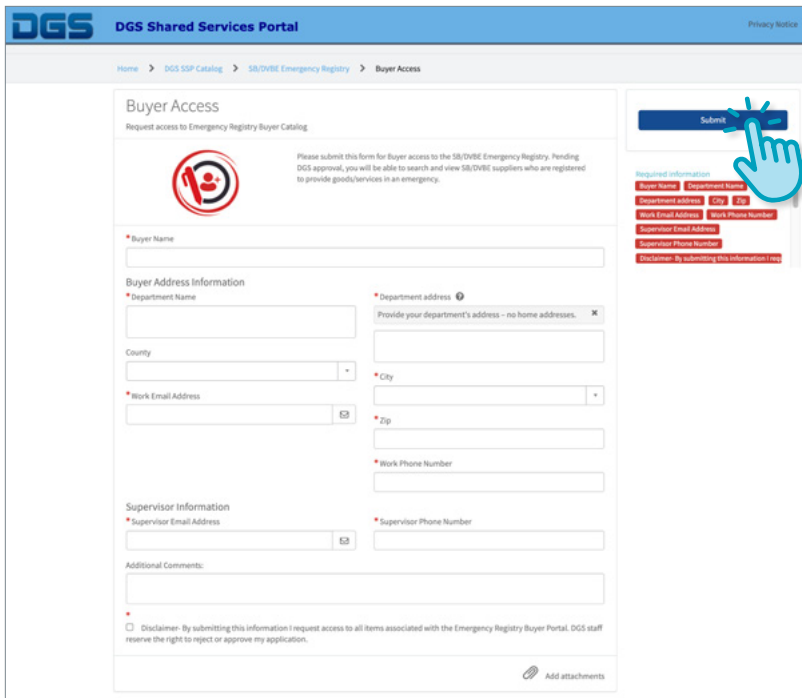 DGS DGS Shared Services Portal Privacy Notice
Home > DGS SSP Catalog > SB/DVBE Emergency Registry > Buyer Access
Buyer Access
Request access to Emergency Registry Buyer Catalog
Please submit this form for Buyer access to the SB/DVBE Emergency Registry. Pending
DGS approval, you will be able to search and view SB/DVBE suppliers who are registered
to provide goods/services in an emergency.
* Buyer Name
Buyer Address Information
* Department Name
County
* Work Email Address
* Department address
Provide your department's address – no home addresses. ×
* City
* Zip
* Work Phone Number
Supervisor Information
* Supervisor Email Address
* Supervisor Phone Number
Additional Comments:
*
Disclaimer- By submitting this information I request access to all items associated with the Emergency Registry Buyer Portal. DGS staff
reserve the right to reject or approve my application.
Add attachments
Submit
Required information
Buyer Name Department Name
Department address City Zip
Work Email Address Work Phone Number
Supervisor Email Address
Supervisor Phone Number
Disclaimer- By submitting this information I req